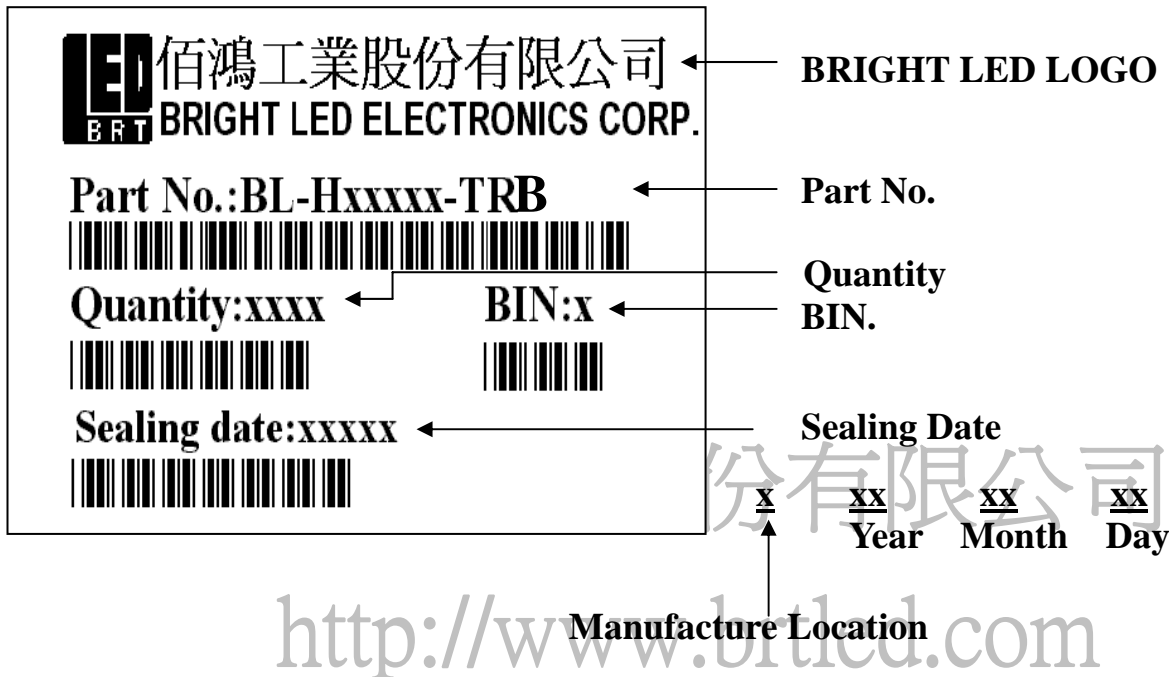 LED
BRT
佰鴻工業股份有限公司
BRIGHT LED ELECTRONICS CORP.
BRIGHT LED LOGO
Part No.:BL-Hxxxxx-TRB
Part No.
Quantity:xxxx
BIN:x
Quantity
BIN.
Sealing date:xxxxx
Sealing Date
份有限公司
x xx xx xx
Year Month Day
Manufacture Location
http://www.brtled.com